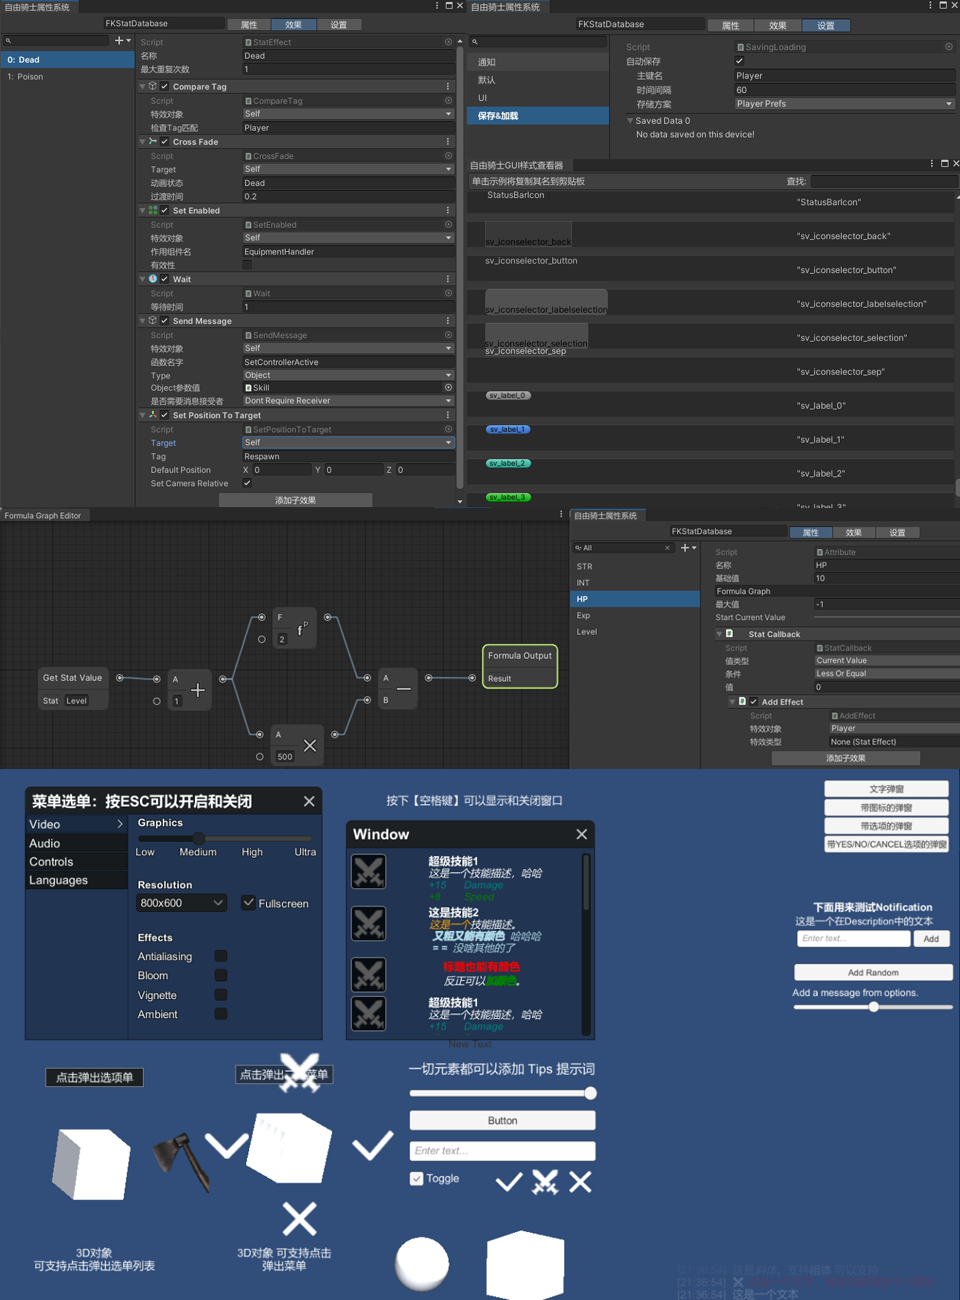 自由骑士属性系统
FKStatDatabase
属性
效果
设置
0: Dead
1: Poison
Script
StatEffect
名称
Dead
最大重复次数
1
Compare Tag
Script
CompareTag
特效对象
Self
检查Tag匹配
Player
Cross Fade
Script
CrossFade
Target
Self
动画状态
Dead
过渡时间
0.2
Set Enabled
Script
SetEnabled
特效对象
Self
作用组件名
EquipmentHandler
有效性
Wait
Script
Wait
等待时间
1
Send Message
Script
SendMessage
特效对象
Self
函数名字
SetControllerActive
Type
Object
Object参数值
Skill
是否需要消息接受者
Dont Require Receiver
Set Position To Target
Script
SetPositionToTarget
Target
Self
Tag
Respawn
Default Position
X 0 Y 0 Z 0
Set Camera Relative
添加子效果
自由骑士属性系统
FKStatDatabase
属性
效果
设置
通知
默认
UI
保存&加载
Script
SavingLoading
自动保存
主键名
Player
时间间隔
60
存储方案
Player Prefs
Saved Data 0
No data saved on this device!
自由骑士GUI样式查看器
单击示例将复制其名到剪贴板
查找:
StatusBarIcon
"StatusBarIcon"
sv_iconselector_back
"sv_iconselector_back"
sv_iconselector_button
"sv_iconselector_button"
sv_iconselector_labelselection
"sv_iconselector_labelselection"
sv_iconselector_selection
"sv_iconselector_selection"
sv_iconselector_sep
"sv_iconselector_sep"
sv_label_0
"sv_label_0"
sv_label_1
"sv_label_1"
sv_label_2
"sv_label_2"
sv_label_3
"sv_label_3"
Formula Graph Editor
Get Stat Value
Stat Level
A
1
F
2
f P
A
500
A
B
Formula Output
Result
自由骑士属性系统
FKStatDatabase
属性
效果
设置
All
STR
INT
HP
Exp
Level
Script
Attribute
名称
HP
基础值
10
Formula Graph
最大值
-1
Start Current Value
Stat Callback
Script
StatCallback
值类型
Current Value
条件
Less Or Equal
值
0
Add Effect
Script
AddEffect
特效对象
Player
特效类型
None (Stat Effect)
添加子效果
菜单选单：按ESC可以开启和关闭
Video
Audio
Controls
Languages
Graphics
Low Medium High Ultra
Resolution
800x600
Fullscreen
Effects
Antialiasing
Bloom
Vignette
Ambient
按下【空格键】可以显示和关闭窗口
Window
超级技能1
这是一个技能描述，哈哈
+15 Damage
+8 Speed
这是技能2
这是一个技能描述。
又粗又能有颜色 哈哈哈
= = 没啥其他的了
标题也能有颜色
反正可以加颜色。
超级技能1
这是一个技能描述，哈哈
+15 Damage
New Text
文字弹窗
带图标的弹窗
带选项的弹窗
带YES/NO/CANCEL选项的弹窗
下面用来测试Notification
这是一个在Description中的文本
Enter text...
Add
Add Random
Add a message from options.
点击弹出选项单
点击弹出
菜单
一切元素都可以添加 Tips 提示词
Button
Enter text...
Toggle
3D对象
可支持点击弹出选单列表
3D对象 可支持点击
弹出菜单
[21:36:54]
[21:36:54]
[21:36:54] 这是一个文本